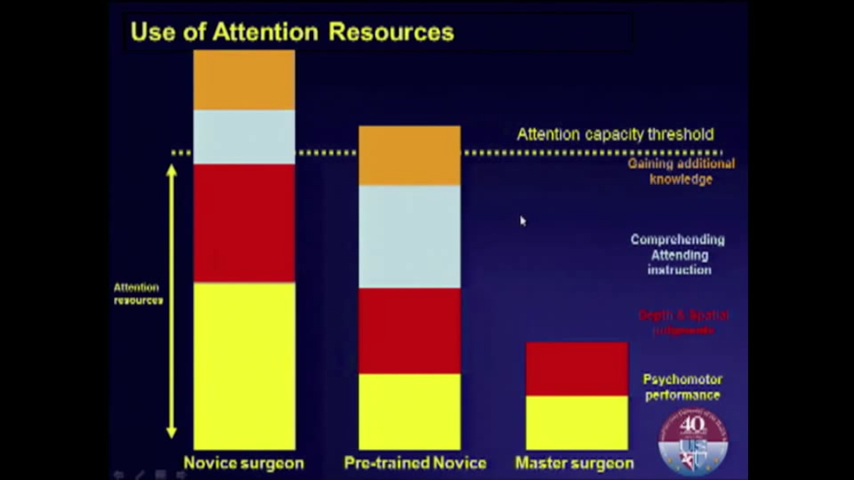 Use of Attention Resources
Attention capacity threshold
Gaining additional
knowledge
Comprehending
Attending
instruction
Attention
resources
Depth & Spatial
judgements
Psychomotor
performance
40
Novice surgeon
Pre-trained Novice
Master surgeon